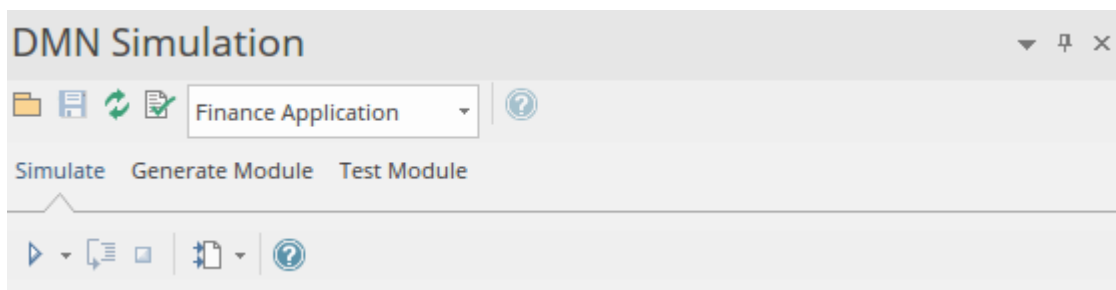 DMN Simulation
Finance Application
Simulate Generate Module Test Module